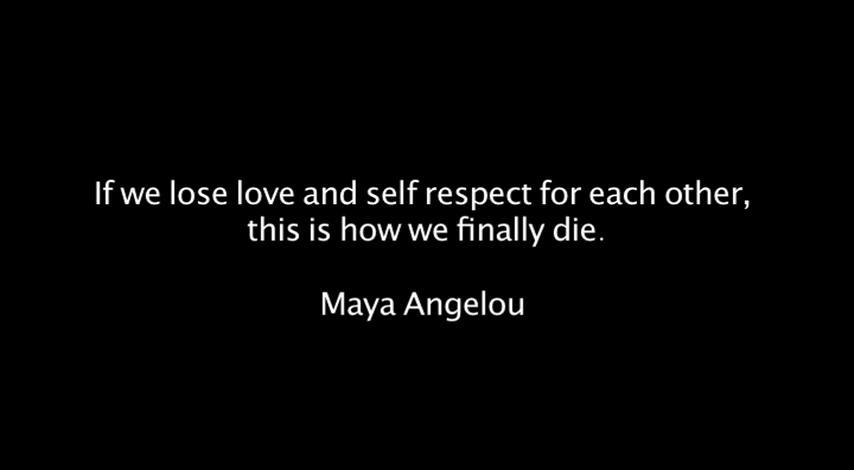 If we lose love and self respect for each other,
this is how we finally die.
Maya Angelou